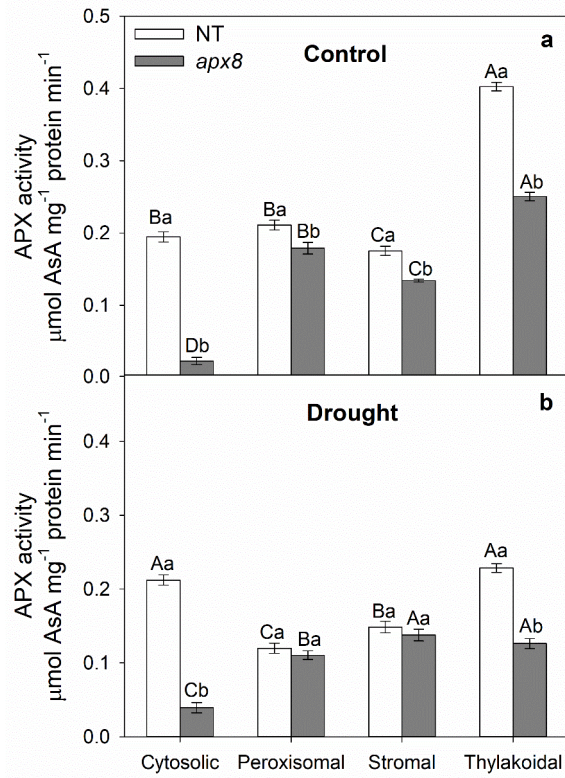 NT
apx8
Control
a
APX activity
µmol AsA mg-1 protein min-1
0.5
0.4
0.3
0.2
0.1
0.0
Ba
Db
Ba
Bb
Ca
Cb
Aa
Ab
Drought
b
APX activity
µmol AsA mg-1 protein min-1
0.4
0.3
0.2
0.1
0.0
Aa
Cb
Ca
Ba
Ba
Aa
Aa
Ab
Cytosolic Peroxisomal Stromal Thylakoidal